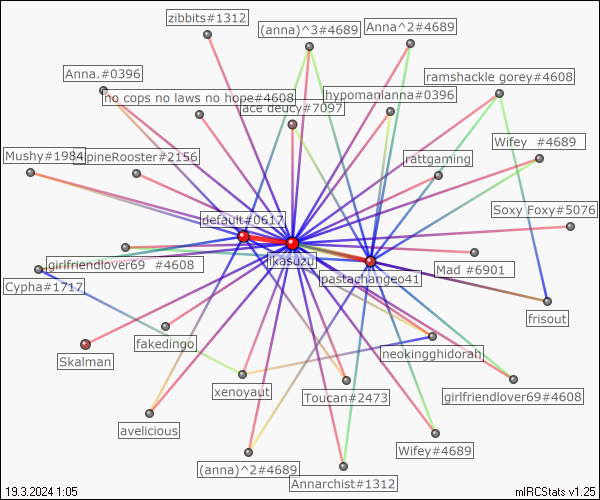 zibbits#1312
(anna)^3#4689
Anna^2#4689
Anna.#0396
ramshackle gorey#4608
no cops no laws no hope#4608
hypomanianna#0396
ace deucy#7097
Wifey_#4689
Mushy#1984
pineRooster#2156
rattgaming
Soxy Foxy#5076
default#0617
ikasuzu
girlfriendlover69_#4608
Mad_#6901
pastachangeo41
Cypha#1717
frisout
fakedingo
neokingghidorah
Skalman
xenoyaut
Toucan#2473
girlfriendlover69#4608
avelicious
Wifey#4689
(anna)^2#4689
Annarchist#1312
19.3.2024 1:05
mIRCStats v1.25